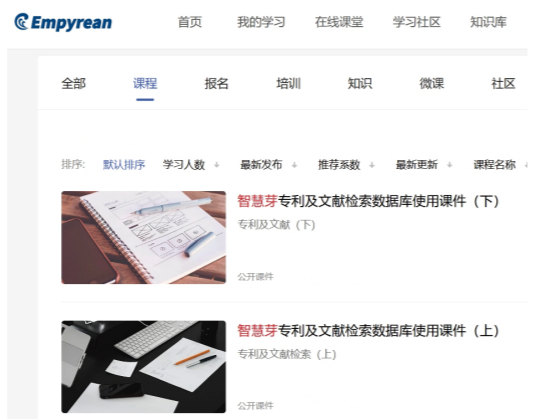 Empyrean 首页 我的学习 在线课堂 学习社区 知识库
全部 课程 报名 培训 知识 微课 社区
排序: 默认排序 学习人数 ↓ 最新发布 ↓ 推荐系数 ↓ 最新更新 ↓ 课程名称 ↓
智慧芽专利及文献检索数据库使用课件（下）
专利及文献（下）
公开课件
智慧芽专利及文献检索数据库使用课件（上）
专利及文献检索（上）
公开课件